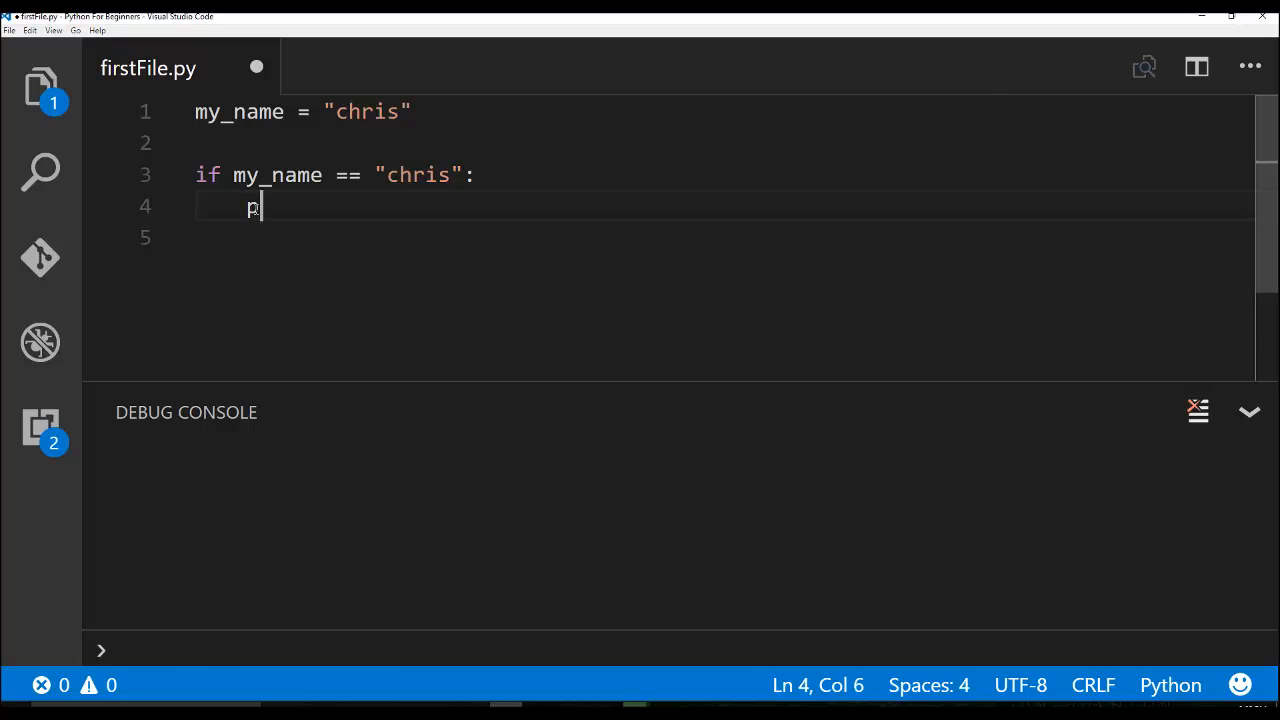 firstFile.py - Python For Beginners - Visual Studio Code
File Edit View Go Help
firstFile.py
1 my_name = "chris"
2
3 if my_name == "chris":
4 p
5
1
2
DEBUG CONSOLE
0 0 Ln 4, Col 6 Spaces: 4 UTF-8 CRLF Python